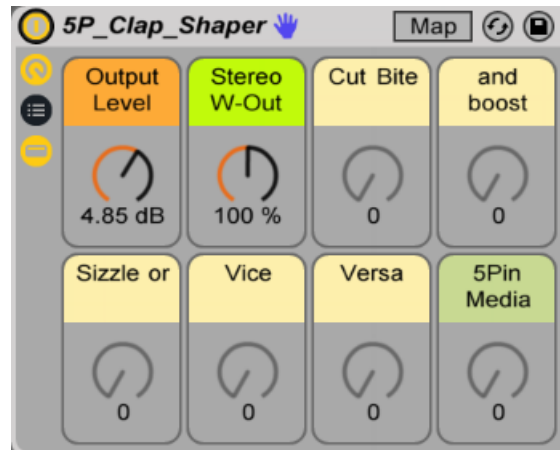 5P_Clap_Shaper Map
Output Level
4.85 dB
Stereo W-Out
100 %
Cut Bite
0
and boost
0
Sizzle or
0
Vice
0
Versa
0
5Pin Media
0